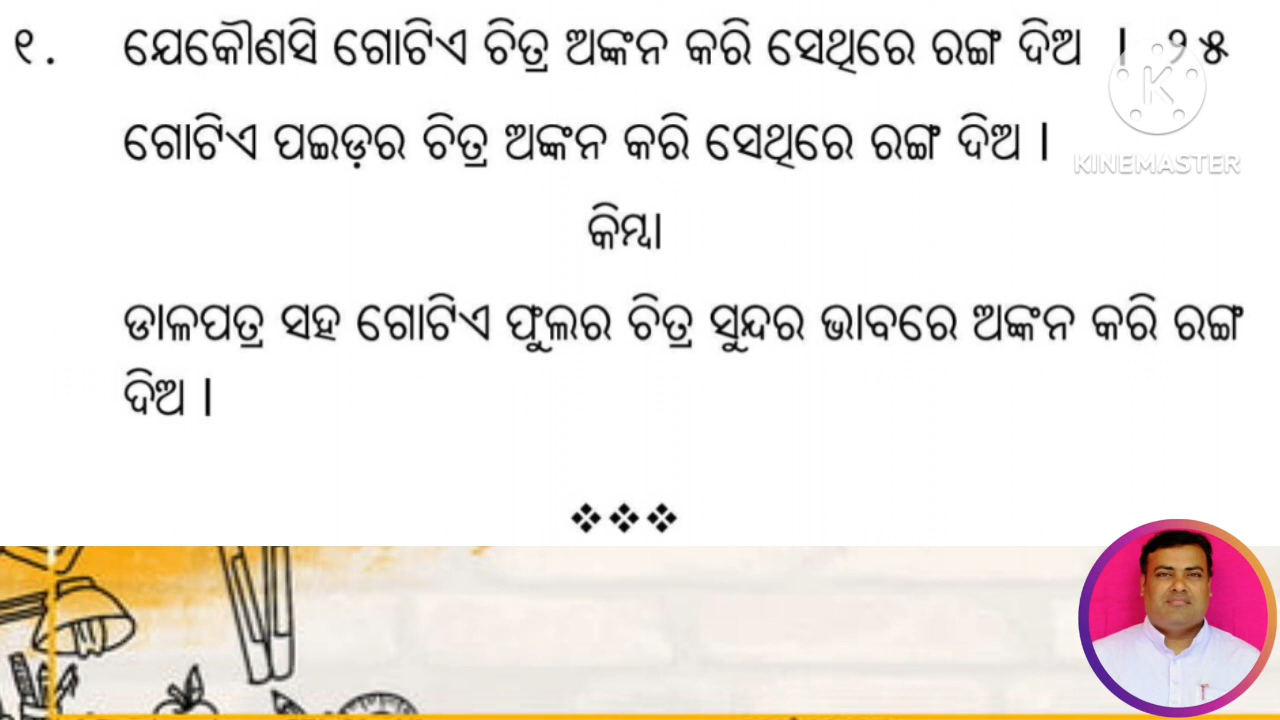 ୧. ଯେକୌଣସି ଗୋଟିଏ ଚିତ୍ର ଅଙ୍କନ କରି ସେଥିରେ ରଙ୍ଗ ଦିଅ । ୨୫
ଗୋଟିଏ ପଇଡ଼ର ଚିତ୍ର ଅଙ୍କନ କରି ସେଥିରେ ରଙ୍ଗ ଦିଅ ।
କିମ୍ବା
ଡାଳପତ୍ର ସହ ଗୋଟିଏ ଫୁଲର ଚିତ୍ର ସୁନ୍ଦର ଭାବରେ ଅଙ୍କନ କରି ରଙ୍ଗ
ଦିଅ ।
K
KINEMASTER